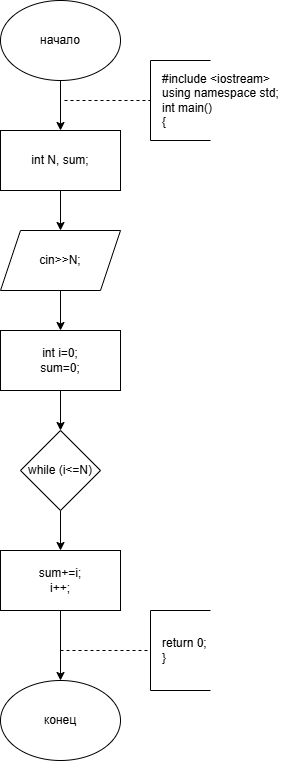 начало
#include <iostream>
using namespace std;
int main()
{
int N, sum;
cin>>N;
int i=0;
sum=0;
while (i<=N)
sum+=i;
i++;
return 0;
}
конец